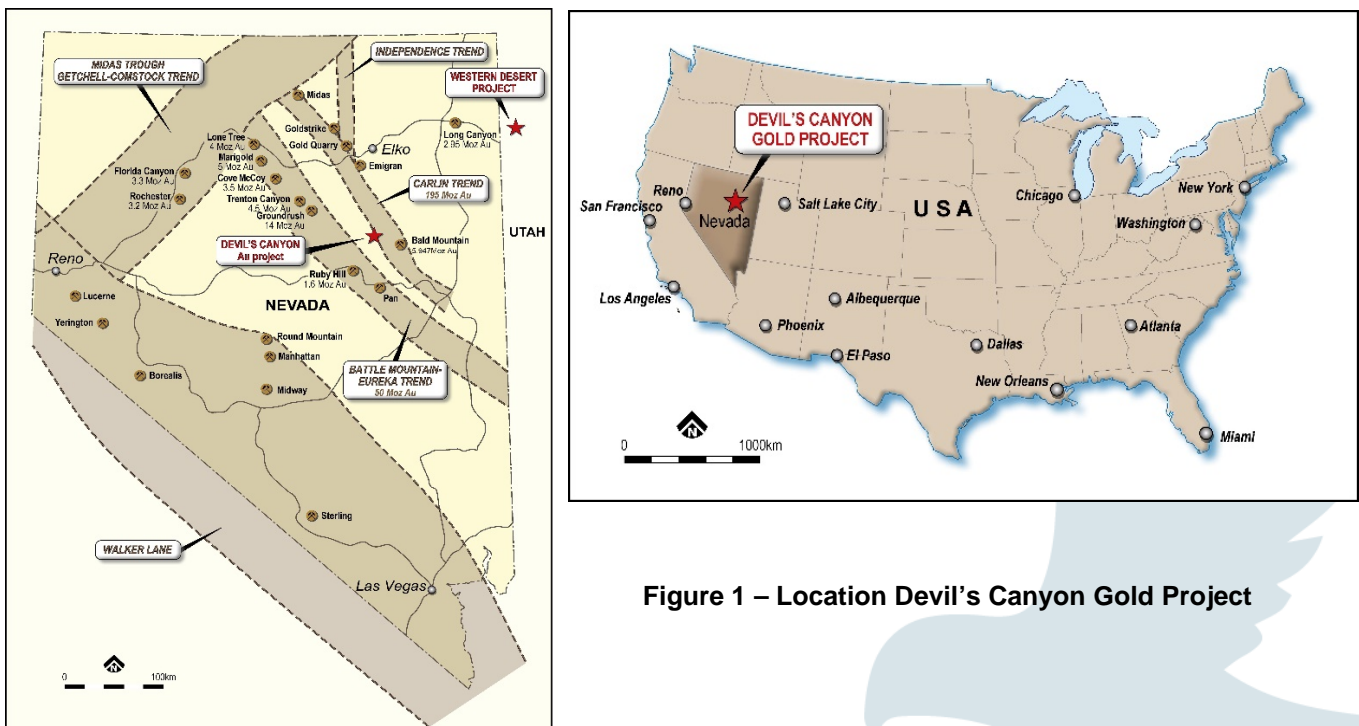 INDEPENDENCE TREND
MIDAS TROUGH
GETCHELL-COMSTOCK TREND
WESTERN DESERT
PROJECT
Midas
Goldstrike
Gold Quarry
Elko
Long Canyon
2.95 Moz Au
Emigran
Lone Tree
4 Moz Au
Marigold
5 Moz Au
Cove McCoy
3.5 Moz Au
Trenton Canyon
4.5 Moz Au
Groundrush
14 Moz Au
Florida Canyon
3.3 Moz Au
Rochester
3.2 Moz Au
CARLIN TREND
195 Moz Au
UTAH
DEVIL'S CANYON
Au project
Bald Mountain
5.947Moz Au
Reno
Ruby Hill
1.6 Moz Au
Pan
Lucerne
NEVADA
Yerington
Round Mountain
Manhattan
Borealis
Midway
BATTLE MOUNTAIN-
EUREKA TREND
50 Moz Au
Sterling
WALKER LANE
Las Vegas
N
0 100km
DEVIL'S CANYON
GOLD PROJECT
Reno
Nevada
San Francisco
Salt Lake City
U S A
Chicago
New York
Washington
Los Angeles
Albequerque
Phoenix
El Paso
Dallas
Atlanta
New Orleans
Miami
N
0 1000km
Figure 1 – Location Devil's Canyon Gold Project